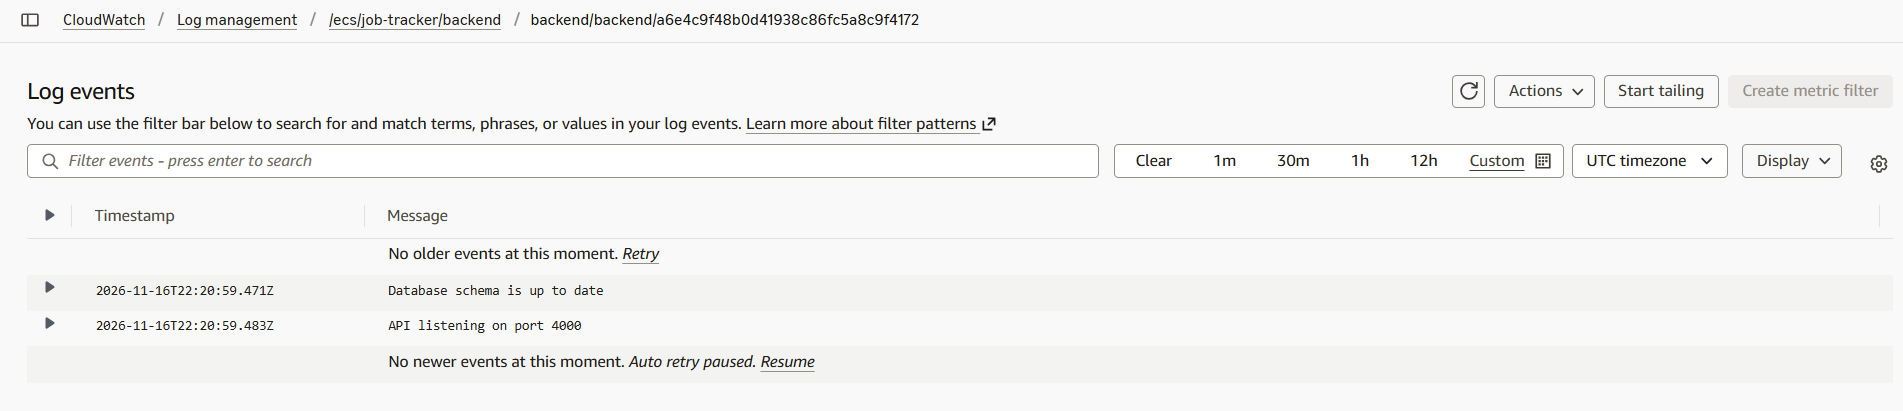 CloudWatch / Log management / /ecs/job-tracker/backend / backend/backend/a6e4c9f48b0d41938c86fc5a8c9f4172
Log events
Actions Start tailing Create metric filter
You can use the filter bar below to search for and match terms, phrases, or values in your log events. Learn more about filter patterns
Filter events - press enter to search Clear 1m 30m 1h 12h Custom UTC timezone Display
Timestamp Message
No older events at this moment. Retry
2026-11-16T22:20:59.471Z Database schema is up to date
2026-11-16T22:20:59.483Z API listening on port 4000
No newer events at this moment. Auto retry paused. Resume